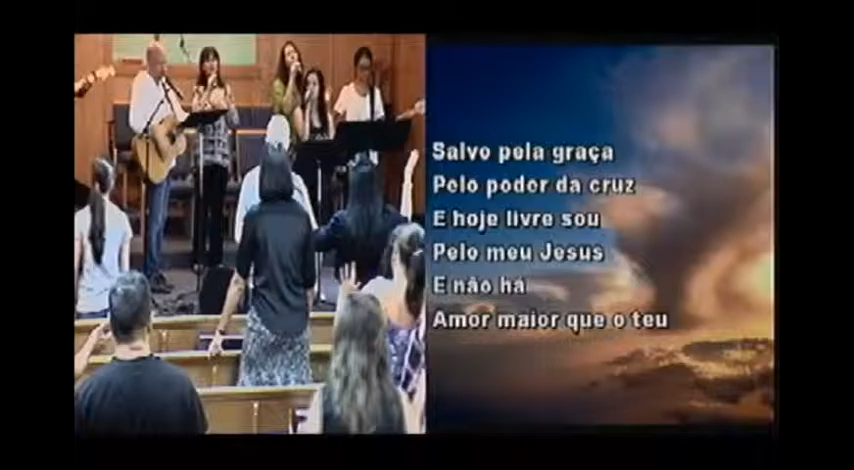 Salvo pela graça
Pelo poder da cruz
E hoje livre sou
Pelo meu Jesus
E não há
Amor maior que o teu